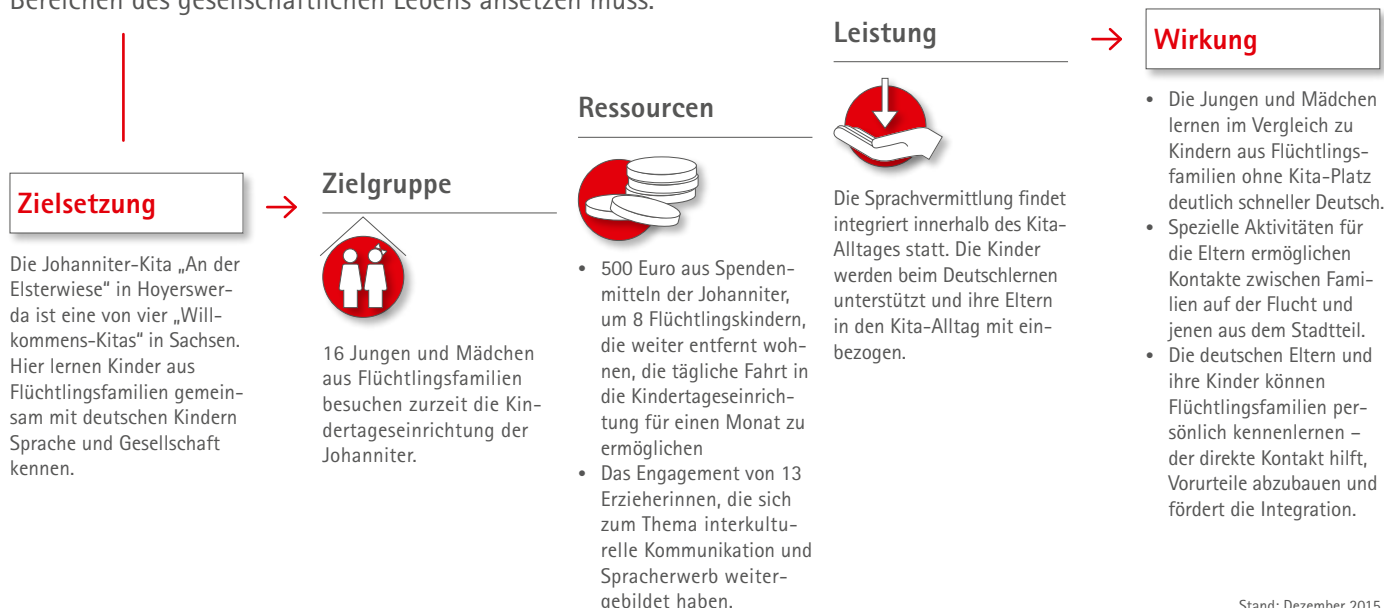 Bereichen des gesellschaftlichen Lebens ansetzen muss.
Zielsetzung
Die Johanniter-Kita „An der
Elsterwiese“ in Hoyerswer-
da ist eine von vier „Will-
kommens-Kitas“ in Sachsen.
Hier lernen Kinder aus
Flüchtlingsfamilien gemein-
sam mit deutschen Kindern
Sprache und Gesellschaft
kennen.
Zielgruppe
16 Jungen und Mädchen
aus Flüchtlingsfamilien
besuchen zurzeit die Kin-
dertageseinrichtung der
Johanniter.
Ressourcen
• 500 Euro aus Spenden-
mitteln der Johanniter,
um 8 Flüchtlingskindern,
die weiter entfernt woh-
nen, die tägliche Fahrt in
die Kindertageseinrich-
tung für einen Monat zu
ermöglichen
• Das Engagement von 13
Erzieherinnen, die sich
zum Thema interkultu-
relle Kommunikation und
Spracherwerb weiter-
gebildet haben.
Leistung
Die Sprachvermittlung findet
integriert innerhalb des Kita-
Alltages statt. Die Kinder
werden beim Deutschlernen
unterstützt und ihre Eltern
in den Kita-Alltag mit ein-
bezogen.
Wirkung
• Die Jungen und Mädchen
lernen im Vergleich zu
Kindern aus Flüchtlings-
familien ohne Kita-Platz
deutlich schneller Deutsch.
• Spezielle Aktivitäten für
die Eltern ermöglichen
Kontakte zwischen Fami-
lien auf der Flucht und
jenen aus dem Stadtteil.
• Die deutschen Eltern und
ihre Kinder können
Flüchtlingsfamilien per-
sönlich kennenlernen –
der direkte Kontakt hilft,
Vorurteile abzubauen und
fördert die Integration.
Stand: Dezember 2015